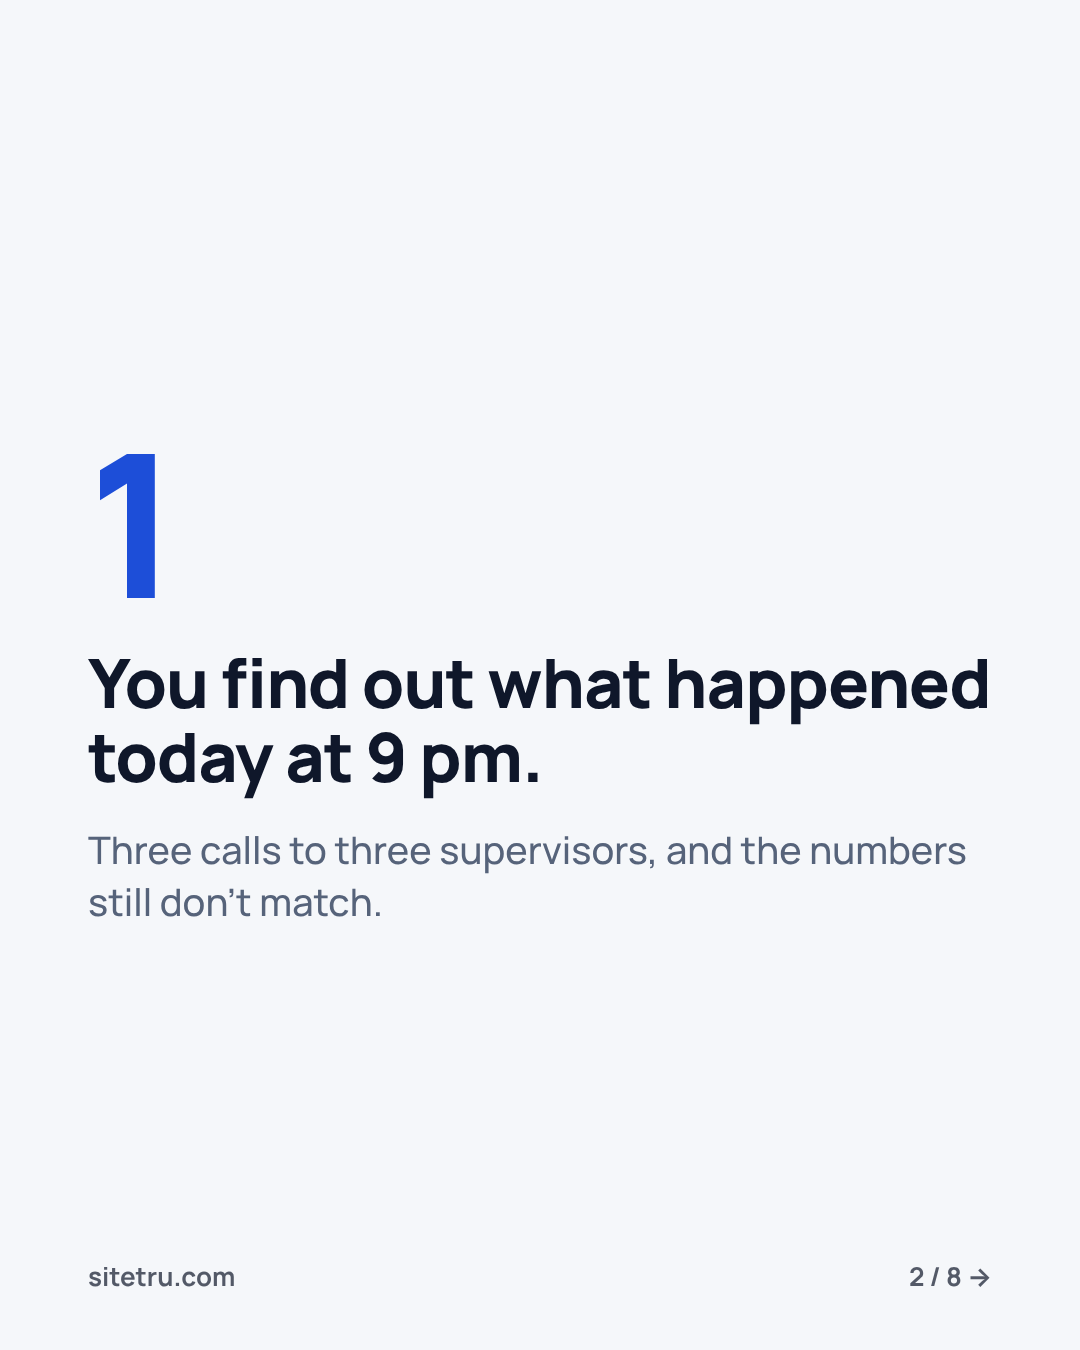 1
You find out what happened
today at 9 pm.
Three calls to three supervisors, and the numbers
still don’t match.
sitetru.com
2 / 8 →